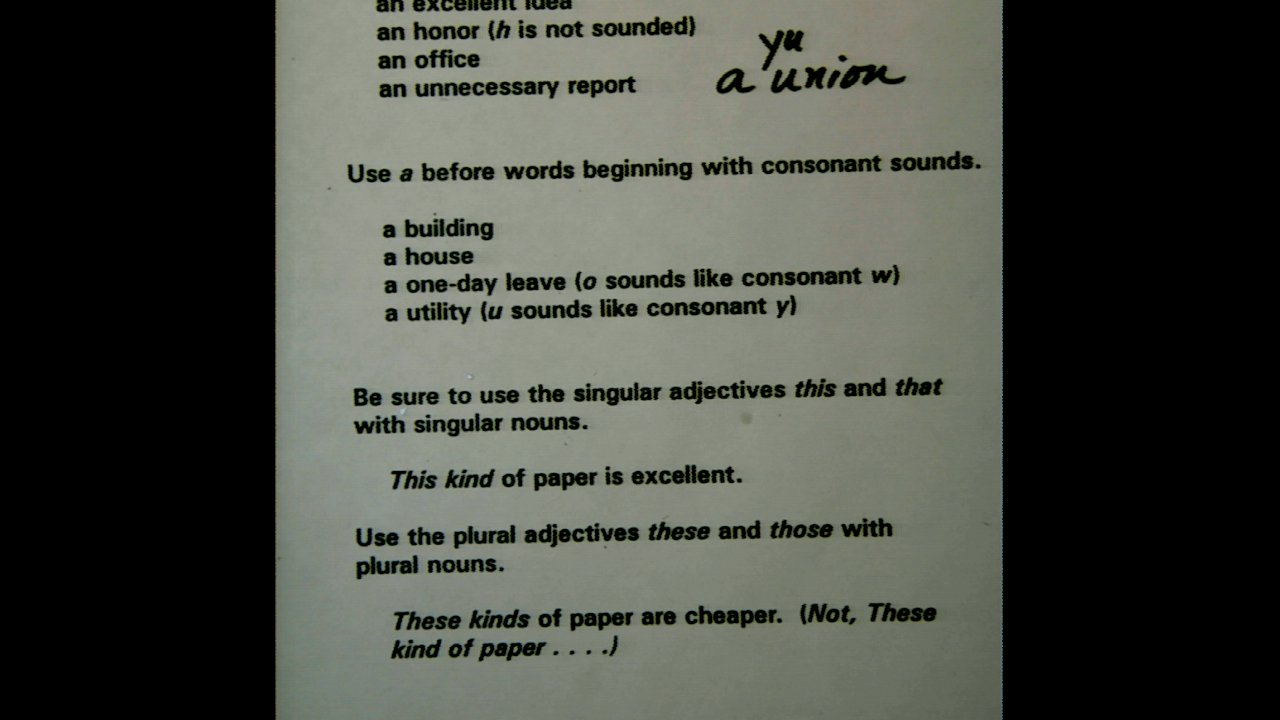 an excellent idea
an honor (h is not sounded)
yu
an office
a union
an unnecessary report
Use a before words beginning with consonant sounds.
a building
a house
a one-day leave (o sounds like consonant w)
a utility (u sounds like consonant y)
Be sure to use the singular adjectives this and that
with singular nouns.
This kind of paper is excellent.
Use the plural adjectives these and those with
plural nouns.
These kinds of paper are cheaper. (Not, These
kind of paper . . . .)